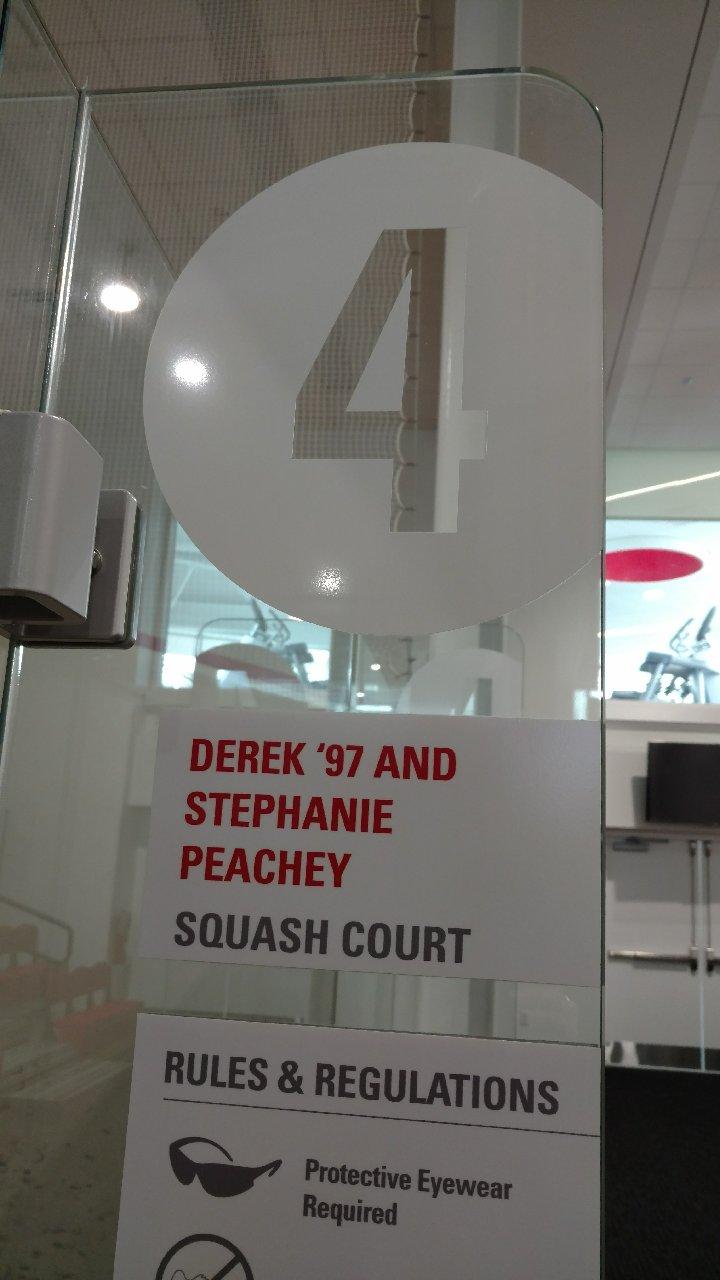 4
DEREK ‘97 AND
STEPHANIE
PEACHEY
SQUASH COURT
RULES & REGULATIONS
Protective Eyewear
Required